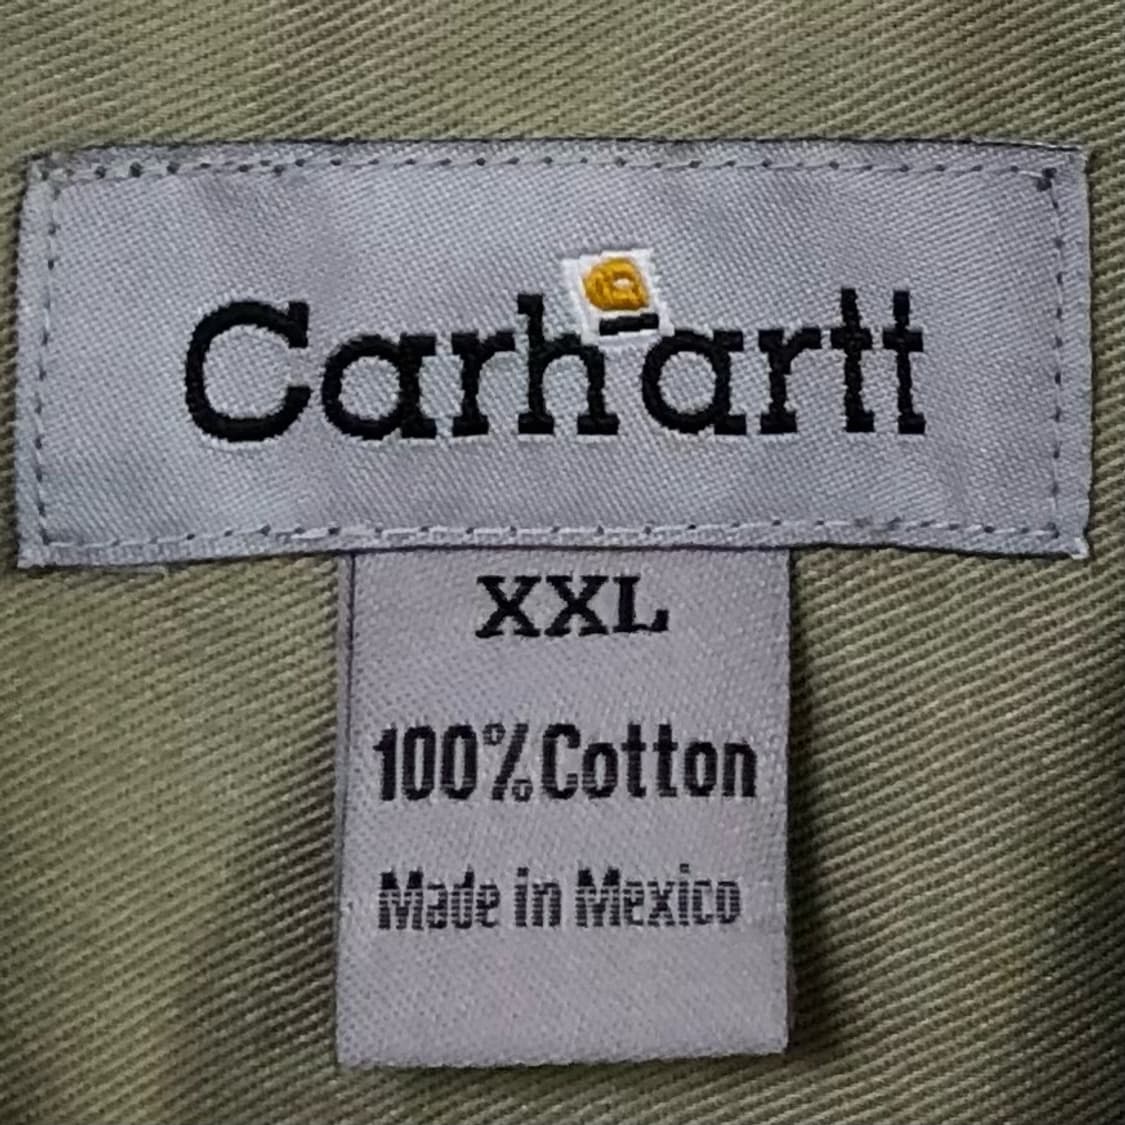 Carhartt
XXL
100% Cotton
Made in Mexico